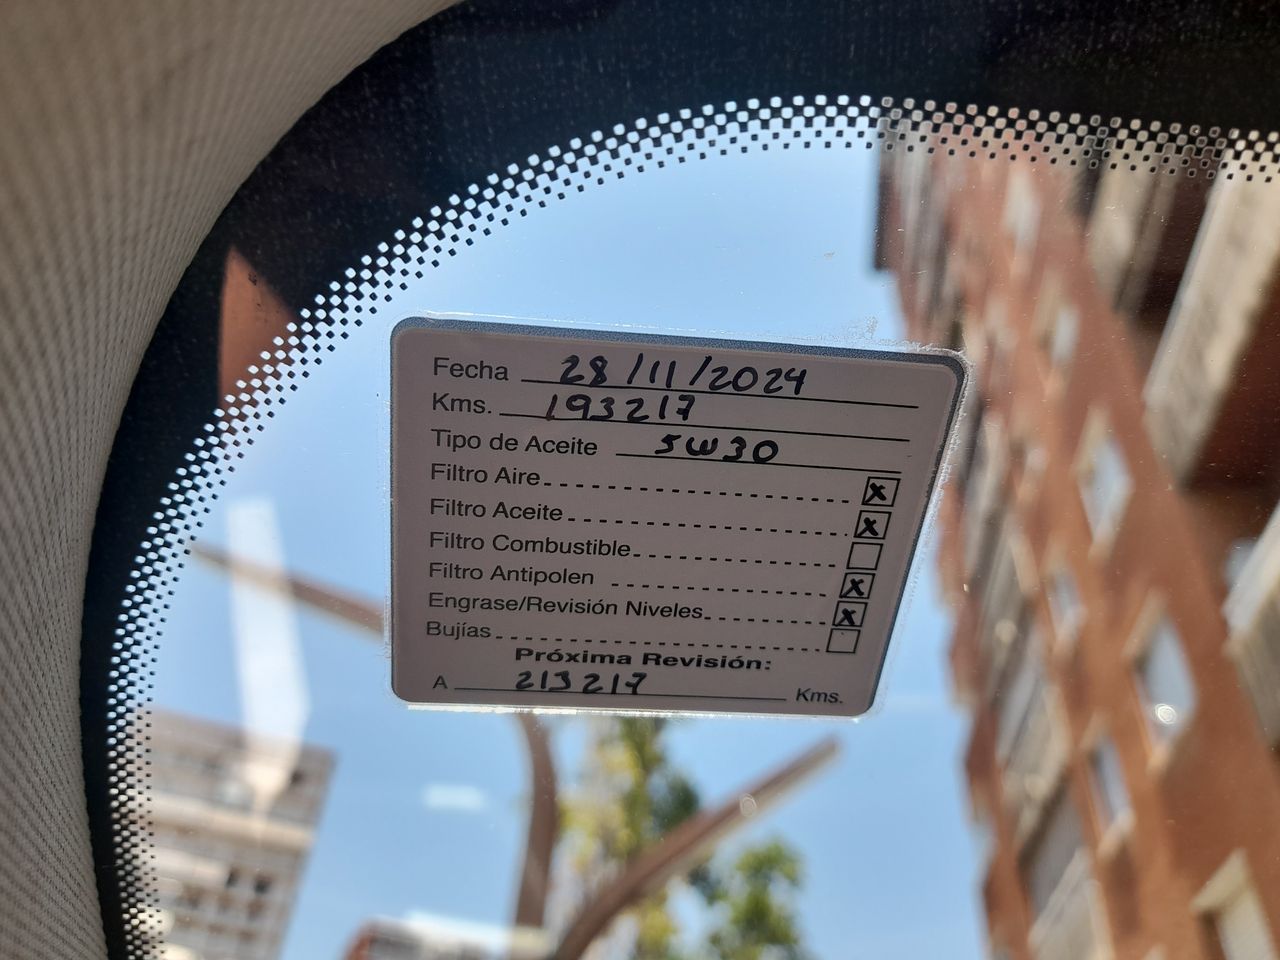 Fecha 28/11/2024
Kms. 193217
Tipo de Aceite 5W30
Filtro Aire x
Filtro Aceite x
Filtro Combustible
Filtro Antipolen x
Engrase/Revisión Niveles x
Bujías
Próxima Revisión:
A 213217 Kms.